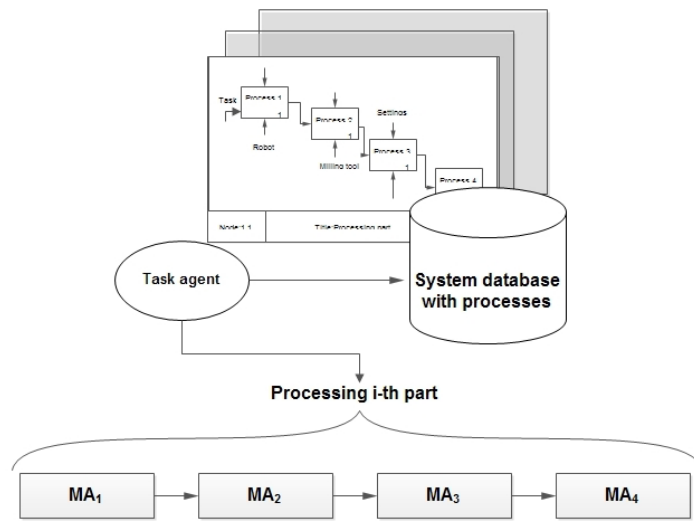 Task
Process 1
1
Robot
Process 2
1
Milling tool
Settings
Process 3
1
Process 4
Node:1.1
Title:Processing part
Task agent
System database
with processes
Processing i-th part
MA₁
MA₂
MA₃
MA₄